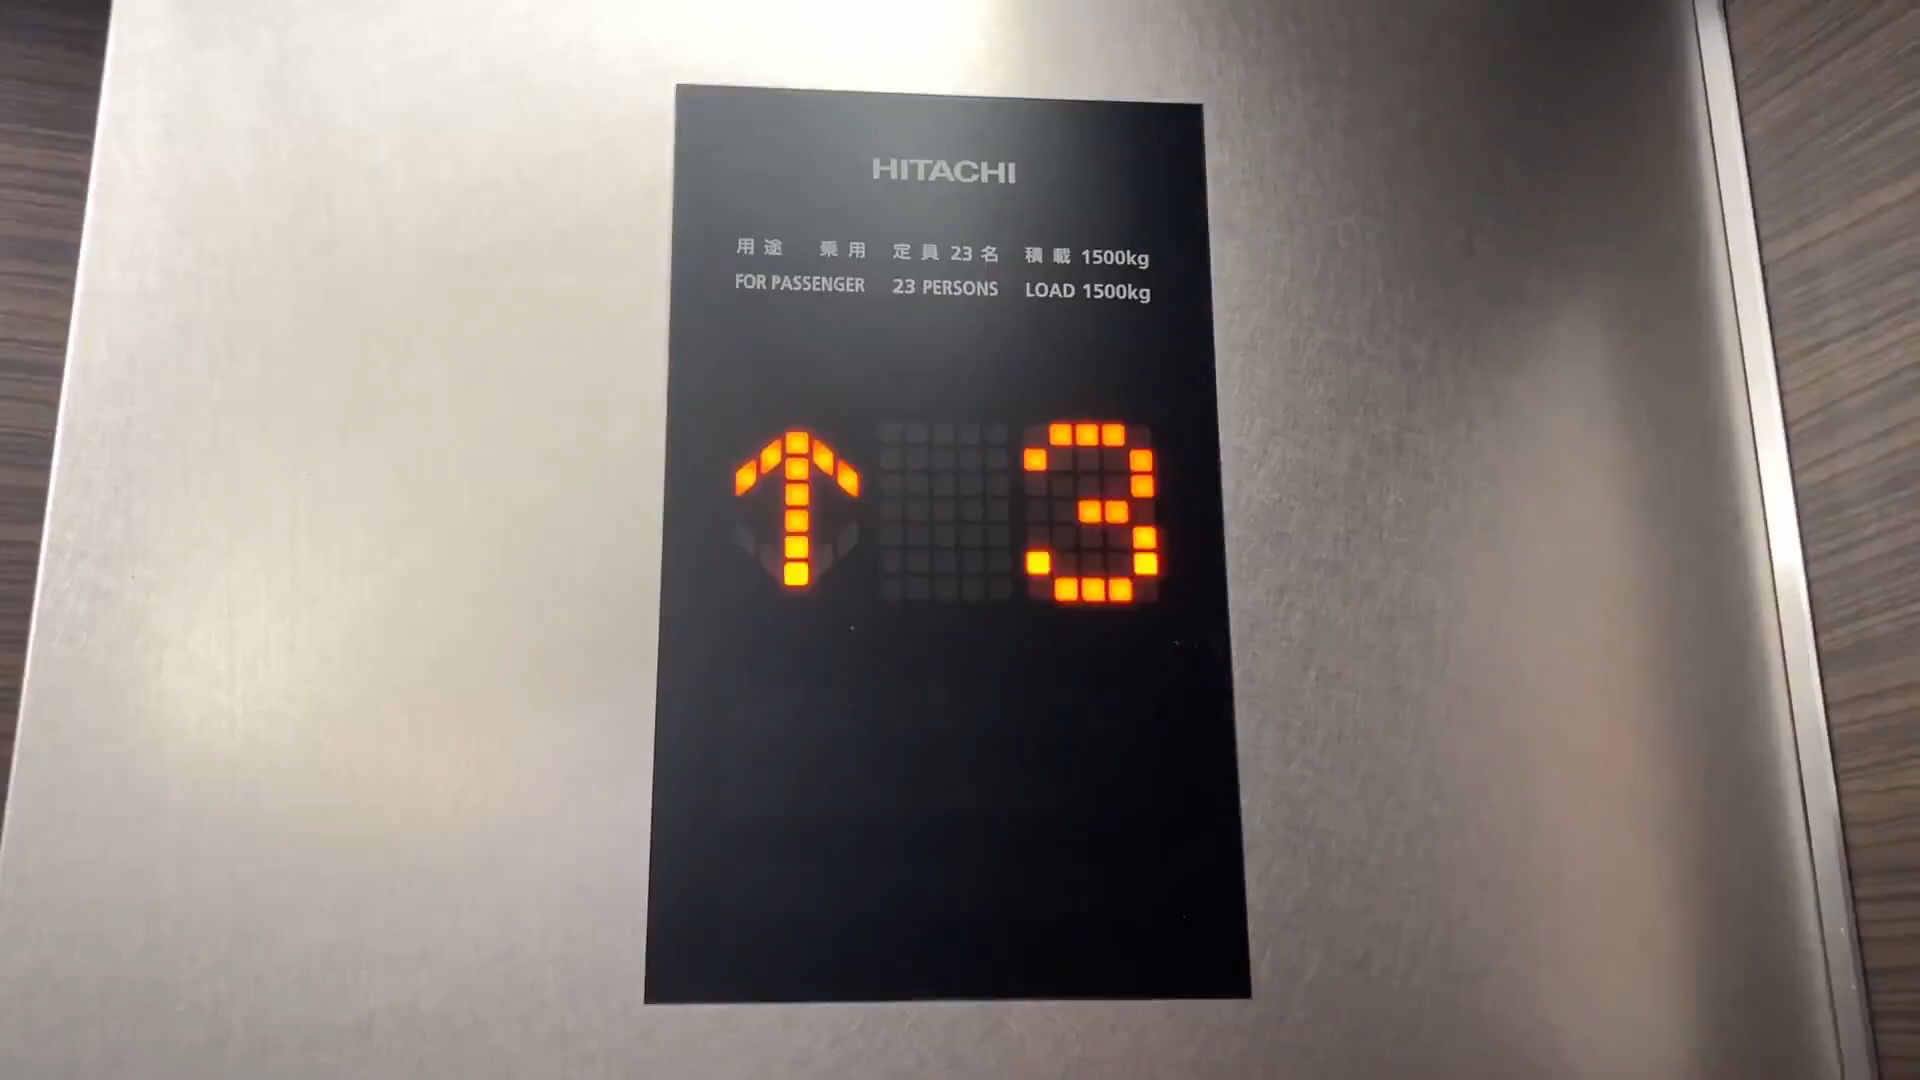 HITACHI
用途 乗用 定員 23 名 積載 1500kg
FOR PASSENGER 23 PERSONS LOAD 1500kg
↑ 3